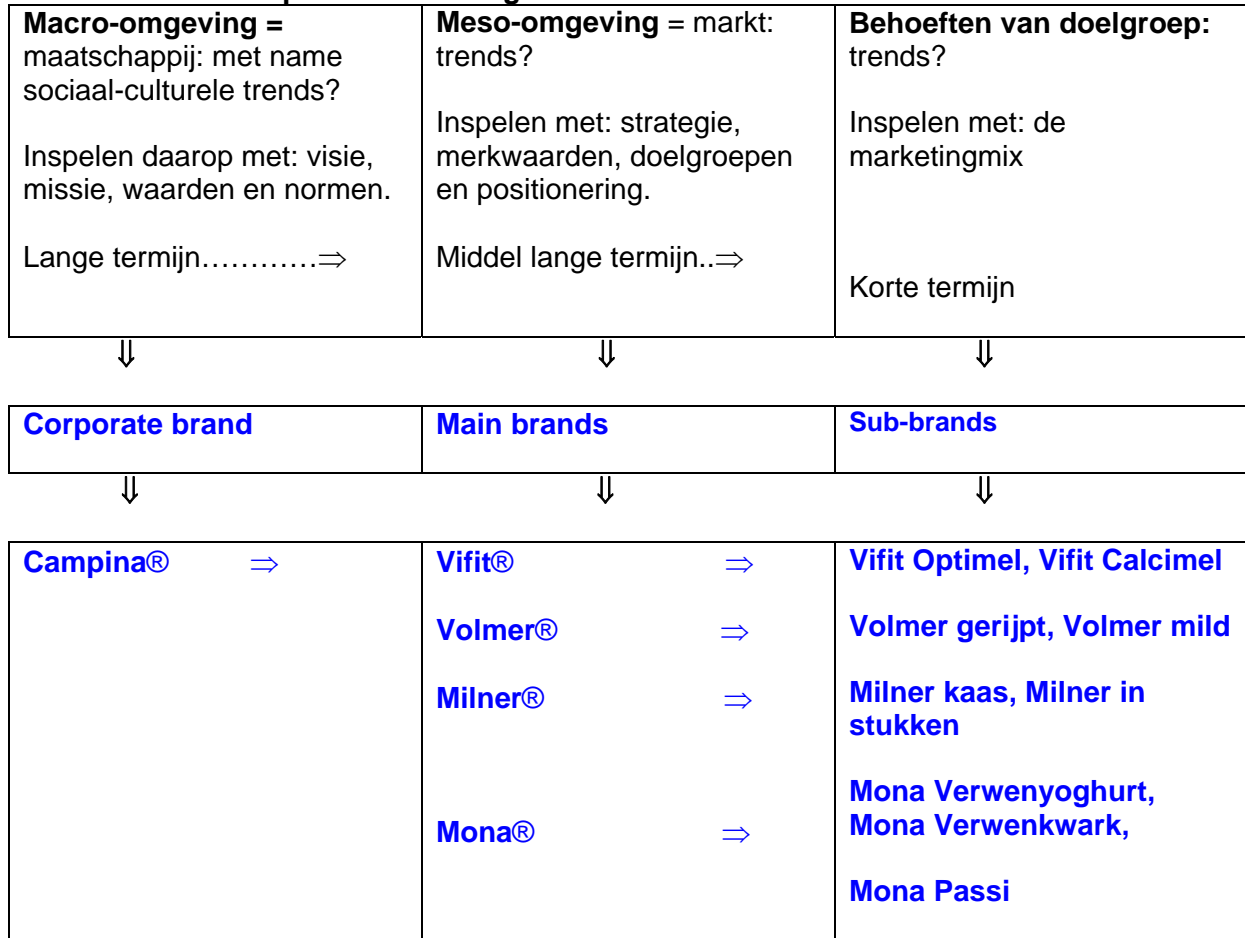 Macro-omgeving =
maatschappij: met name
sociaal-culturele trends?
Inspelen daarop met: visie,
missie, waarden en normen.
Lange termijn…………⇒
Meso-omgeving = markt:
trends?
Inspelen met: strategie,
merkwaarden, doelgroepen
en positionering.
Middel lange termijn..⇒
Behoeften van doelgroep:
trends?
Inspelen met: de
marketingmix
Korte termijn
⇓ ⇓ ⇓
Corporate brand
Main brands
Sub-brands
⇓ ⇓ ⇓
Campina® ⇒
Vifit® ⇒
Volmer® ⇒
Milner® ⇒
Mona® ⇒
Vifit Optimel, Vifit Calcimel
Volmer gerijpt, Volmer mild
Milner kaas, Milner in
stukken
Mona Verwenyoghurt,
Mona Verwenkwark,
Mona Passi